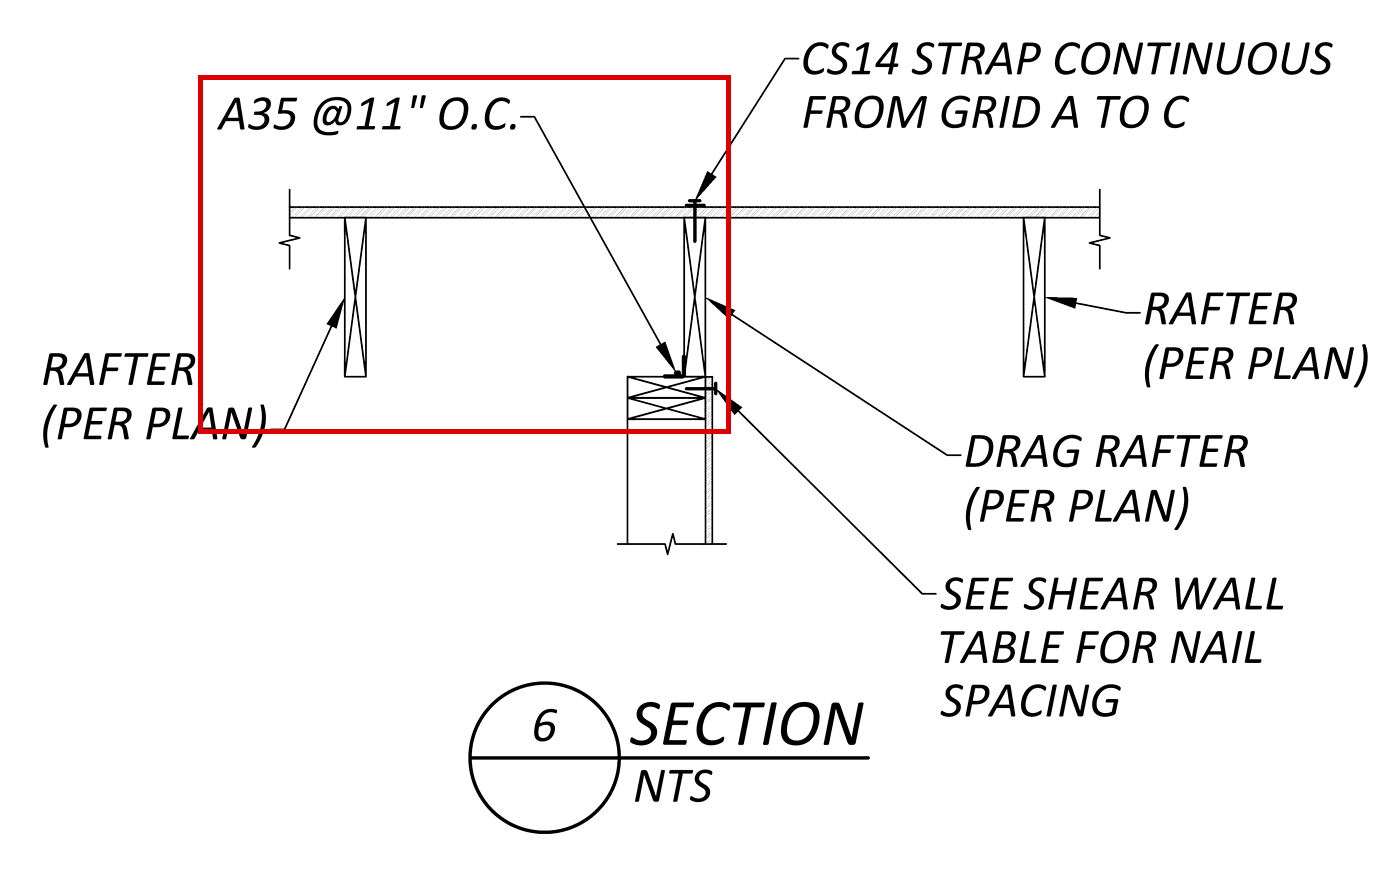 CS14 STRAP CONTINUOUS
FROM GRID A TO C
A35 @11" O.C.
RAFTER
(PER PLAN)
RAFTER
(PER PLAN)
DRAG RAFTER
(PER PLAN)
SEE SHEAR WALL
TABLE FOR NAIL
SPACING
6
SECTION
NTS